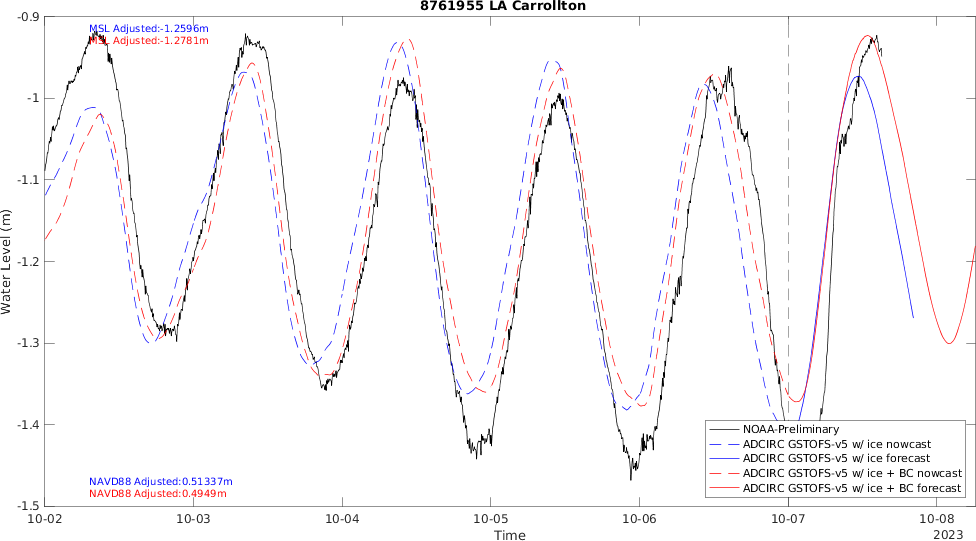 8761955 LA Carrollton
MSL Adjusted:-1.2596m
MSL Adjusted:-1.2781m
-0.9
-1
-1.1
-1.2
-1.3
-1.4
-1.5
Water Level (m)
NAVD88 Adjusted:0.51337m
NAVD88 Adjusted:0.4949m
NOAA-Preliminary
ADCIRC GSTOFS-v5 w/ ice nowcast
ADCIRC GSTOFS-v5 w/ ice forecast
ADCIRC GSTOFS-v5 w/ ice + BC nowcast
ADCIRC GSTOFS-v5 w/ ice + BC forecast
10-02 10-03 10-04 10-05 10-06 10-07 10-08
Time
2023